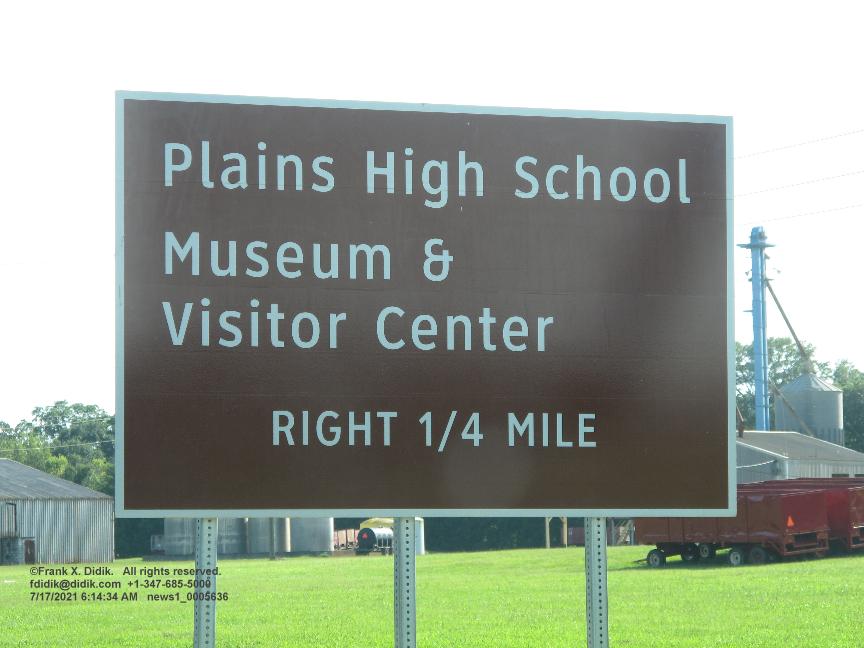 Plains High School
Museum &
Visitor Center
RIGHT 1/4 MILE
©Frank X. Didik. All rights reserved.
fdidik@didik.com +1-347-685-5000
7/17/2021 6:14:34 AM news1_0005636